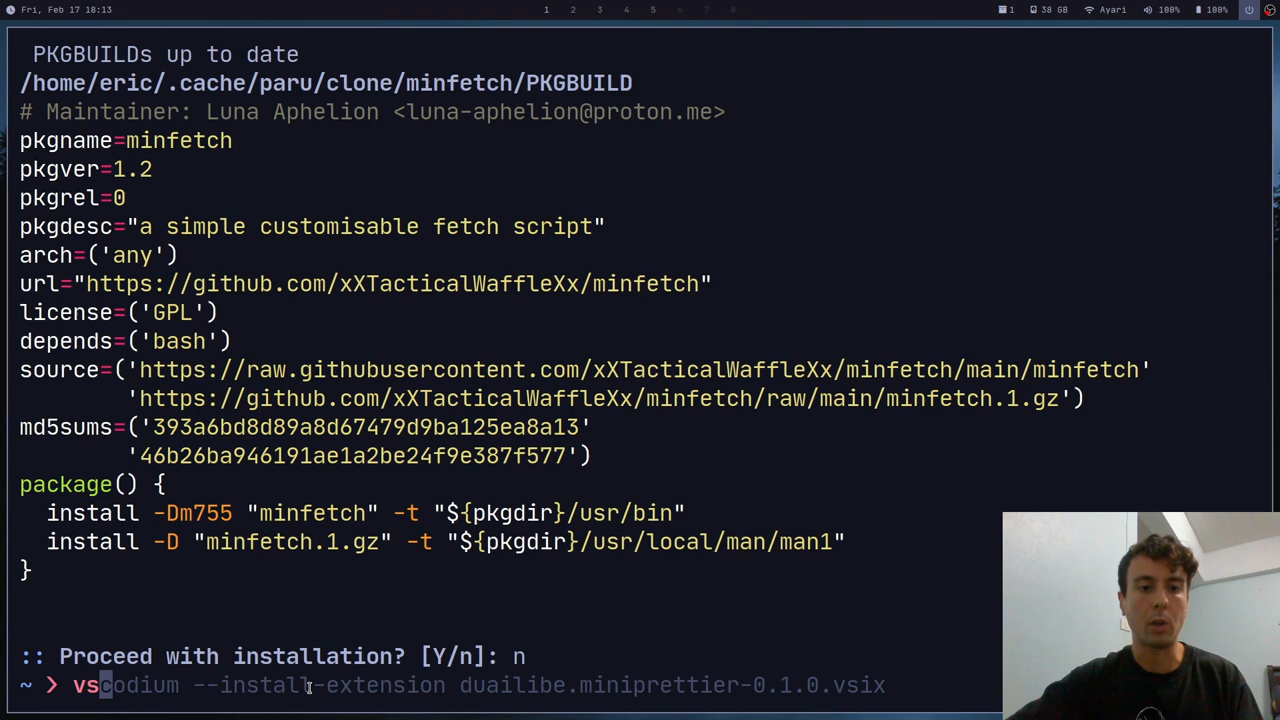 Fri, Feb 17 18:13
1 2 3 4 5 6 7 8
1 38 GB Ayari 100% 100%
PKGBUILDs up to date
/home/eric/.cache/paru/clone/minfetch/PKGBUILD
# Maintainer: Luna Aphelion <luna-aphelion@proton.me>
pkgname=minfetch
pkgver=1.2
pkgrel=0
pkgdesc="a simple customisable fetch script"
arch=('any')
url="https://github.com/xXTacticalWaffleXx/minfetch"
license=('GPL')
depends=('bash')
source=('https://raw.githubusercontent.com/xXTacticalWaffleXx/minfetch/main/minfetch'
'https://github.com/xXTacticalWaffleXx/minfetch/raw/main/minfetch.1.gz')
md5sums=('393a6bd8d89a8d67479d9ba125ea8a13'
'46b26ba946191ae1a2be24f9e387f577')
package() {
install -Dm755 "minfetch" -t "${pkgdir}/usr/bin"
install -D "minfetch.1.gz" -t "${pkgdir}/usr/local/man/man1"
}
:: Proceed with installation? [Y/n]: n
~ ❯ vscodium --install-extension duailibe.miniprettier-0.1.0.vsix